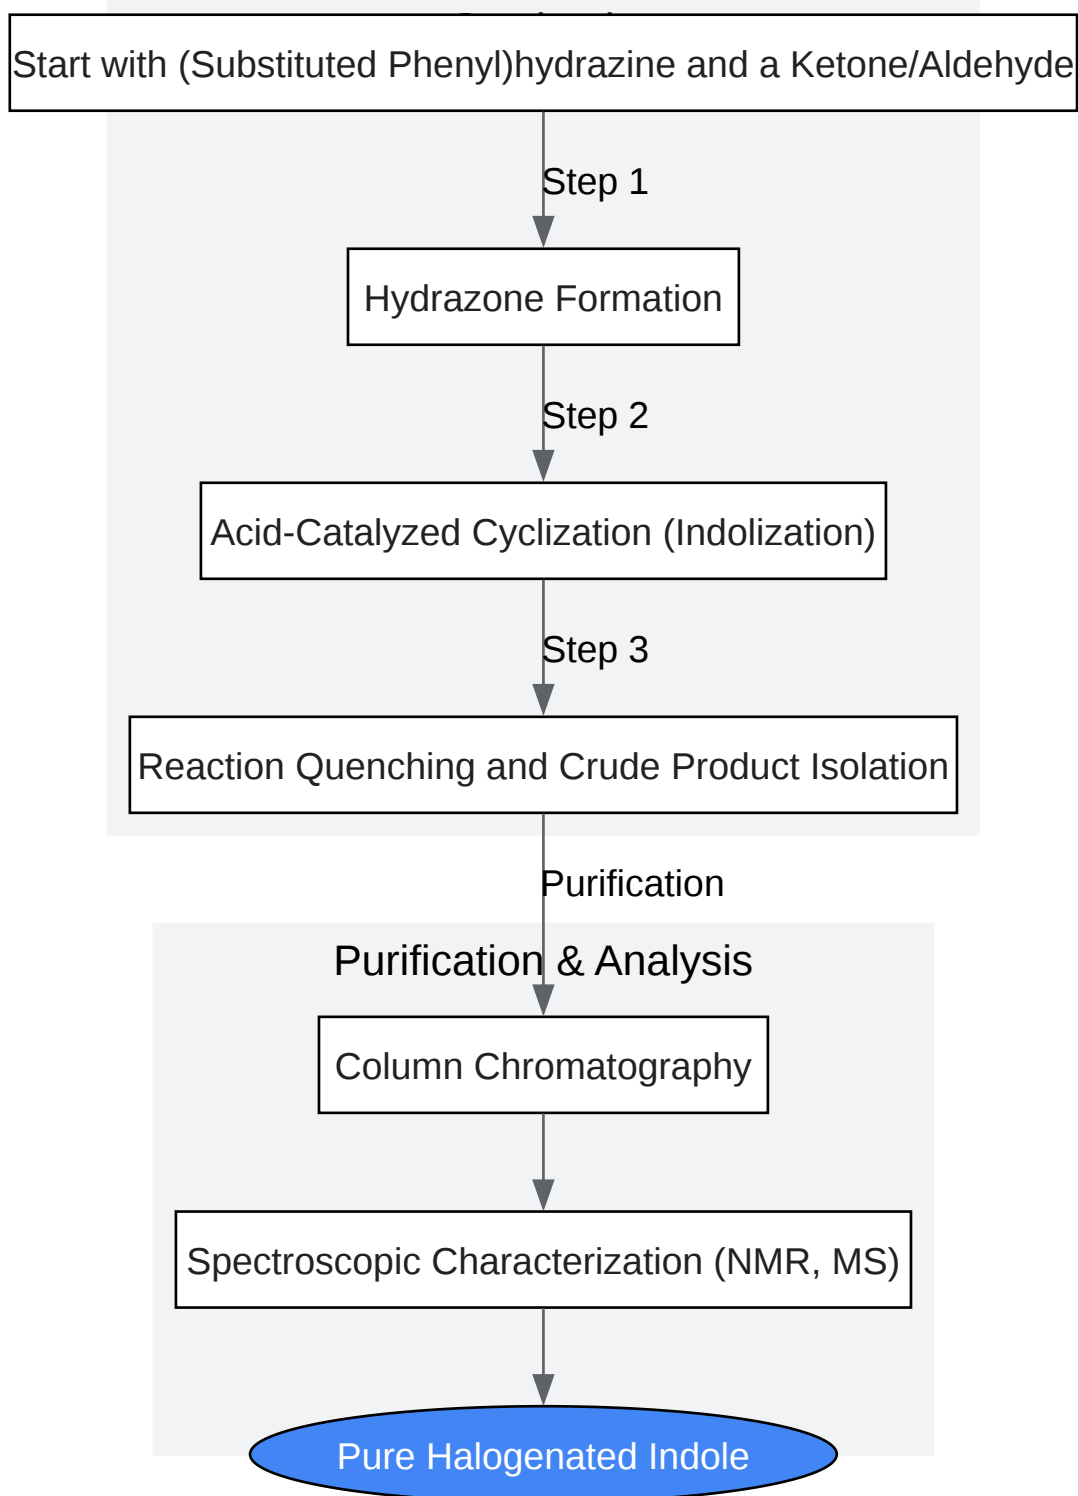 Start with (Substituted Phenyl)hydrazine and a Ketone/Aldehyde
Step 1
Hydrazone Formation
Step 2
Acid-Catalyzed Cyclization (Indolization)
Step 3
Reaction Quenching and Crude Product Isolation
Purification
Purification & Analysis
Column Chromatography
Spectroscopic Characterization (NMR, MS)
Pure Halogenated Indole